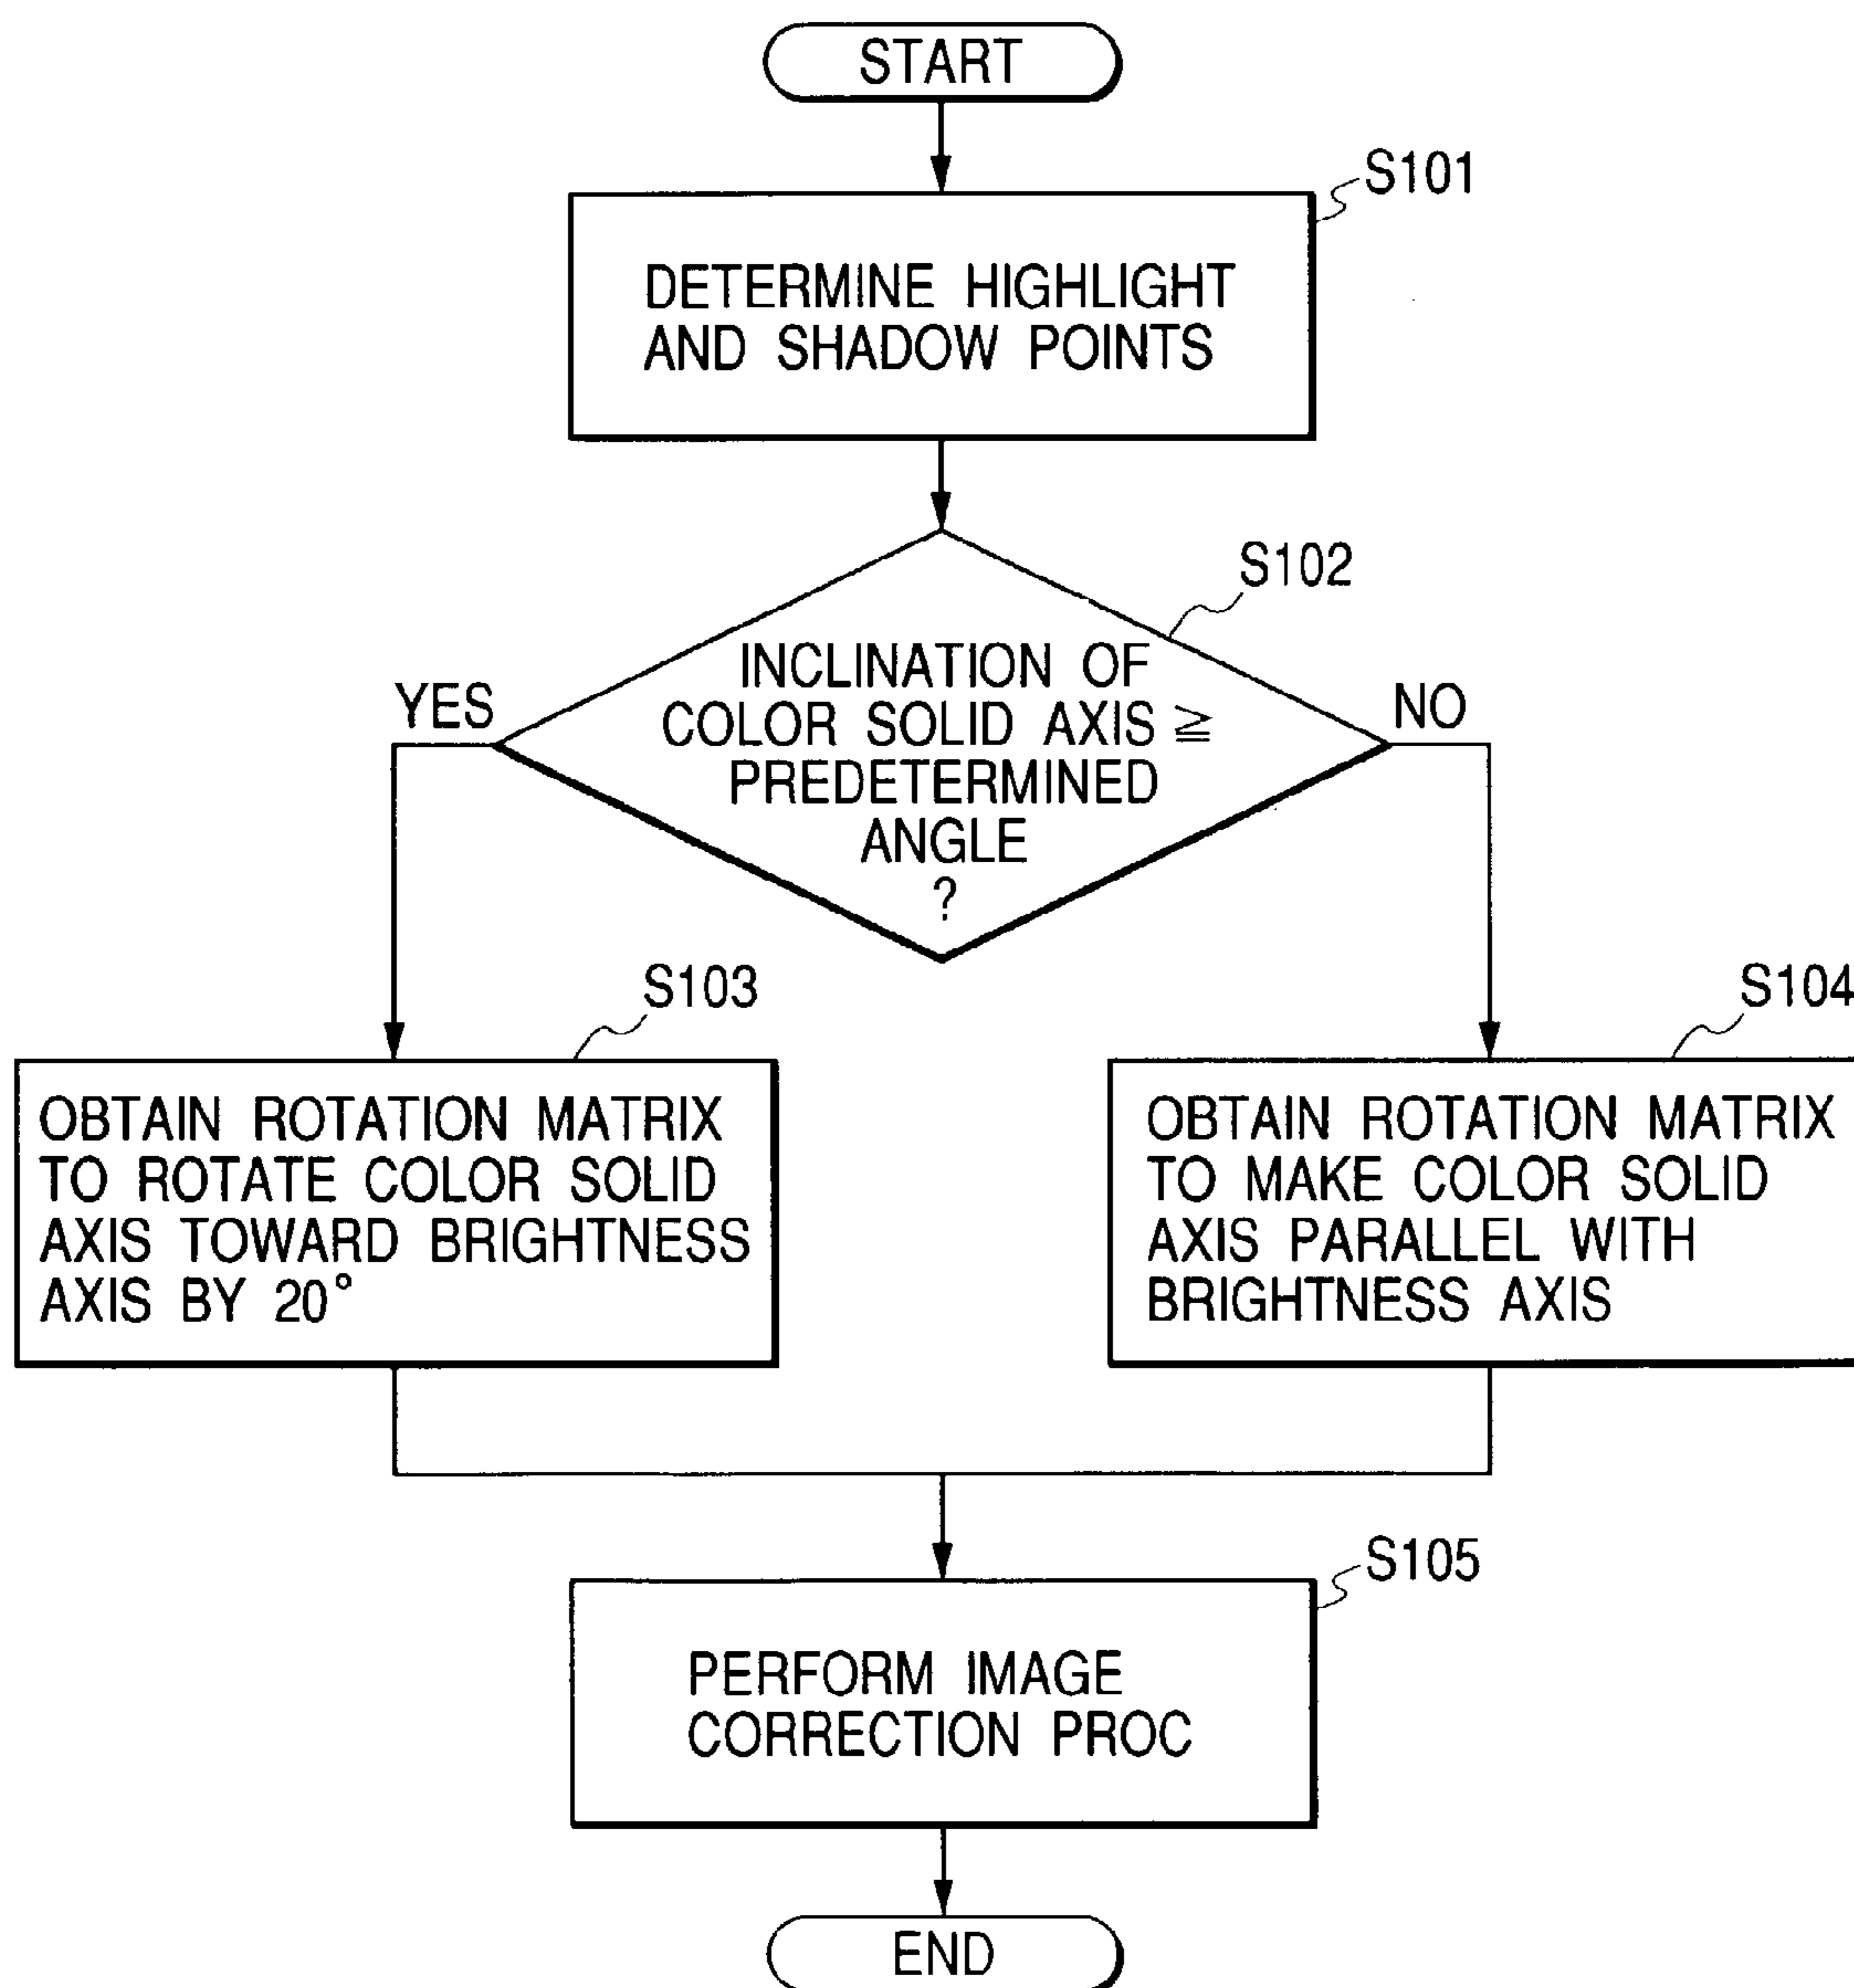 START
S101
DETERMINE HIGHLIGHT
AND SHADOW POINTS
S102
INCLINATION OF
COLOR SOLID AXIS ≧
PREDETERMINED
ANGLE
?
YES
NO
S103
OBTAIN ROTATION MATRIX
TO ROTATE COLOR SOLID
AXIS TOWARD BRIGHTNESS
AXIS BY 20°
S104
OBTAIN ROTATION MATRIX
TO MAKE COLOR SOLID
AXIS PARALLEL WITH
BRIGHTNESS AXIS
S105
PERFORM IMAGE
CORRECTION PROC
END